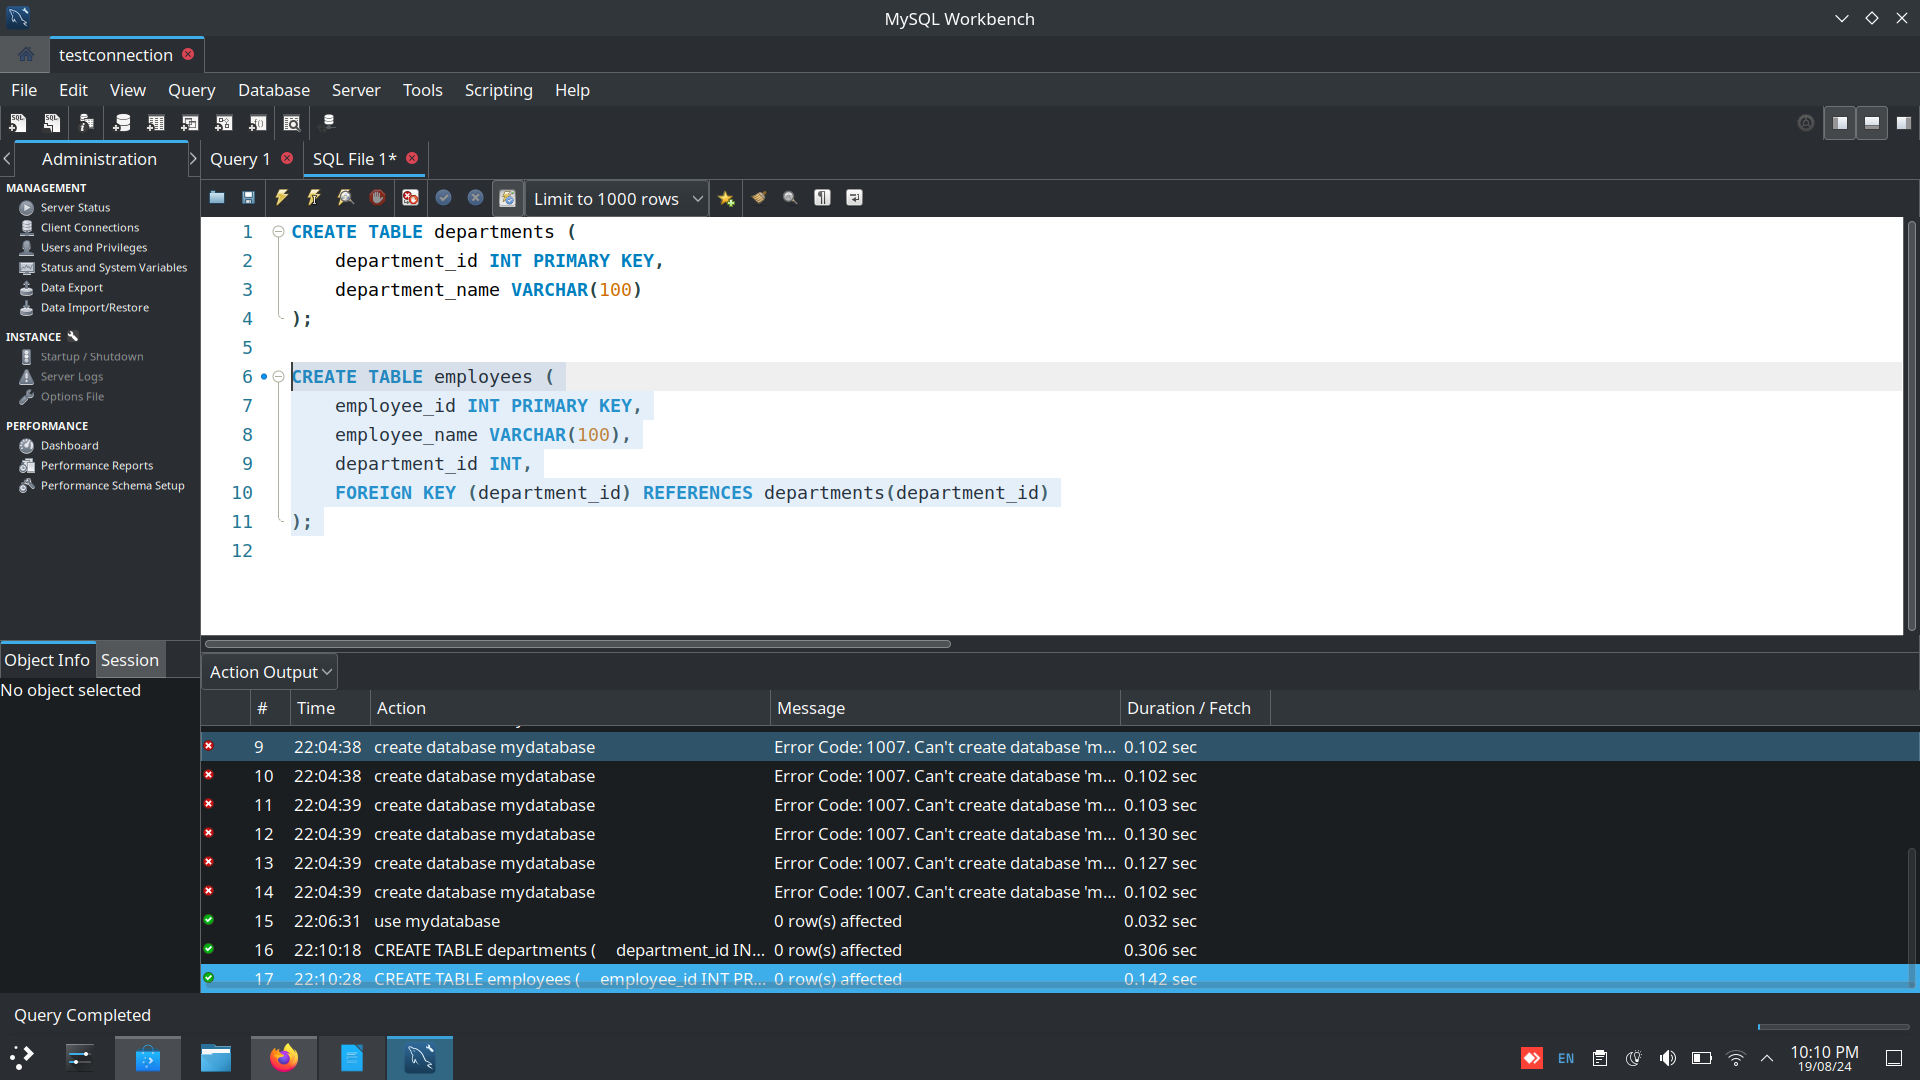 MySQL Workbench
testconnection
File Edit View Query Database Server Tools Scripting Help
Administration
Query 1
SQL File 1*
MANAGEMENT
Server Status
Client Connections
Users and Privileges
Status and System Variables
Data Export
Data Import/Restore
INSTANCE
Startup / Shutdown
Server Logs
Options File
PERFORMANCE
Dashboard
Performance Reports
Performance Schema Setup
Limit to 1000 rows
1 CREATE TABLE departments (
2 department_id INT PRIMARY KEY,
3 department_name VARCHAR(100)
4 );
5
6 CREATE TABLE employees (
7 employee_id INT PRIMARY KEY,
8 employee_name VARCHAR(100),
9 department_id INT,
10 FOREIGN KEY (department_id) REFERENCES departments(department_id)
11 );
12
Object Info Session
No object selected
Action Output
# Time Action Message Duration / Fetch
9 22:04:38 create database mydatabase Error Code: 1007. Can't create database 'm... 0.102 sec
10 22:04:38 create database mydatabase Error Code: 1007. Can't create database 'm... 0.102 sec
11 22:04:39 create database mydatabase Error Code: 1007. Can't create database 'm... 0.103 sec
12 22:04:39 create database mydatabase Error Code: 1007. Can't create database 'm... 0.130 sec
13 22:04:39 create database mydatabase Error Code: 1007. Can't create database 'm... 0.127 sec
14 22:04:39 create database mydatabase Error Code: 1007. Can't create database 'm... 0.102 sec
15 22:06:31 use mydatabase 0 row(s) affected 0.032 sec
16 22:10:18 CREATE TABLE departments ( department_id IN... 0 row(s) affected 0.306 sec
17 22:10:28 CREATE TABLE employees ( employee_id INT PR... 0 row(s) affected 0.142 sec
Query Completed
EN
10:10 PM
19/08/24